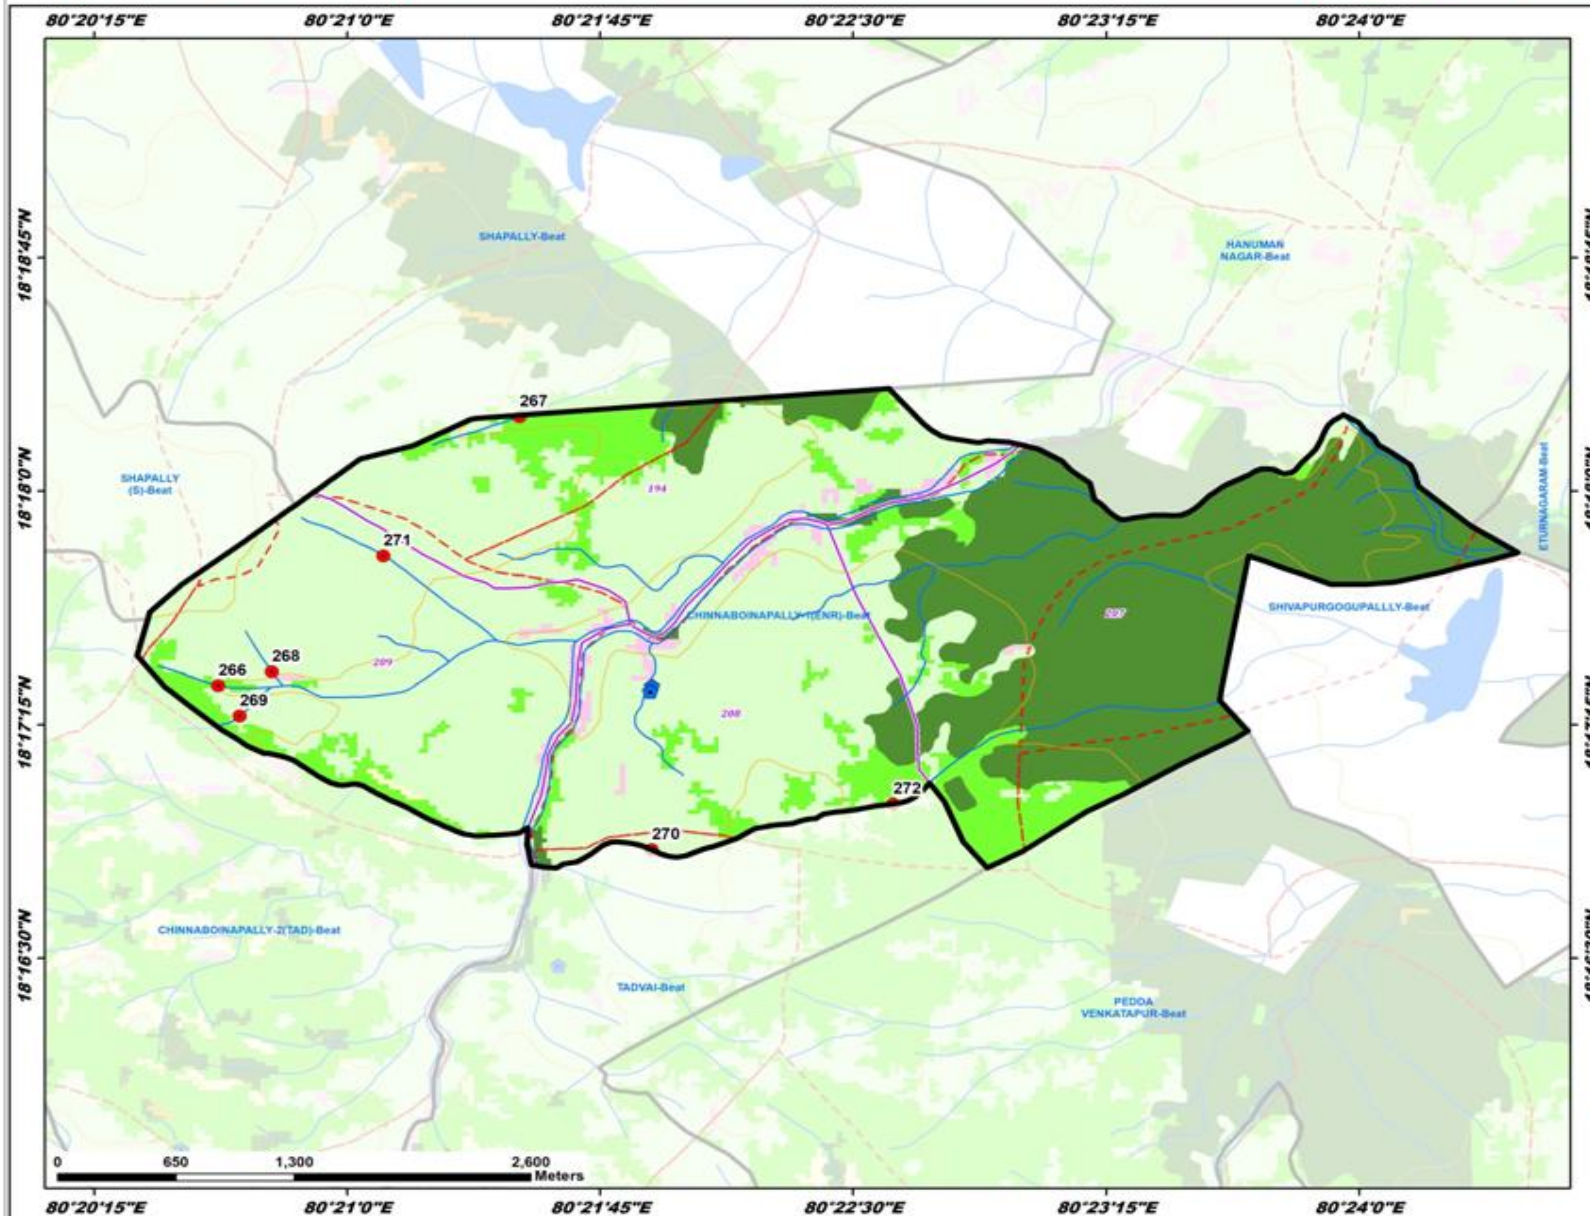 80°20'15"E 80°21'0"E 80°21'45"E 80°22'30"E 80°23'15"E 80°24'0"E
SHAPALLY-Beat
HANUMAN
NAGAR-Beat
18°18'45"N
267
SHAPALLY
(S)-Beat
194
18°18'0"N
ETURNAGARAM-Beat
271
CHINNABOINAPALLY-1(ENR)-Beat
207
SHIVAPURGOGUPALLLY-Beat
209
268
266
269
208
18°17'15"N
272
270
CHINNABOINAPALLY-2(TAD)-Beat
18°16'30"N
TADVAI-Beat
PEDDA
VENKATAPUR-Beat
0 650 1,300 2,600
Meters
80°20'15"E 80°21'0"E 80°21'45"E 80°22'30"E 80°23'15"E 80°24'0"E